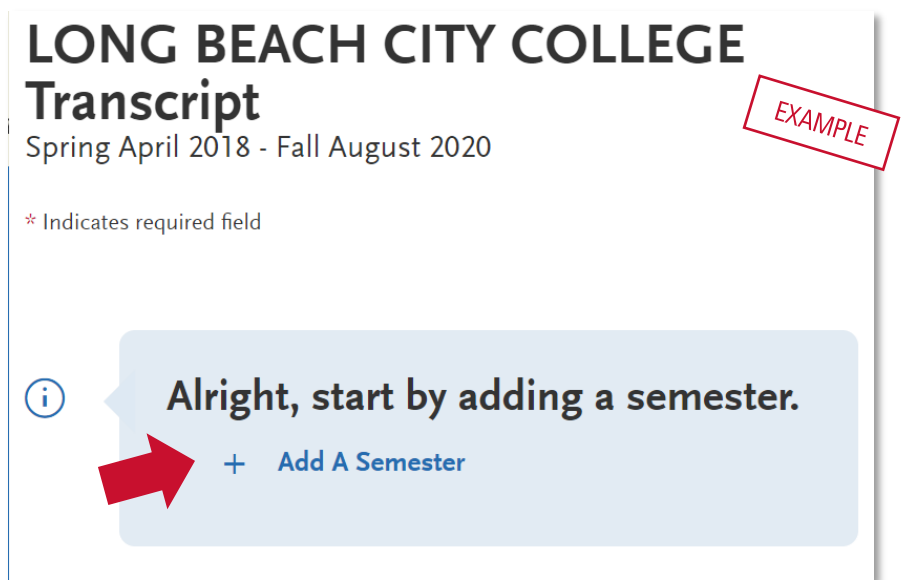 LONG BEACH CITY COLLEGE
Transcript
EXAMPLE
Spring April 2018 - Fall August 2020
* Indicates required field
i
Alright, start by adding a semester.
+ Add A Semester